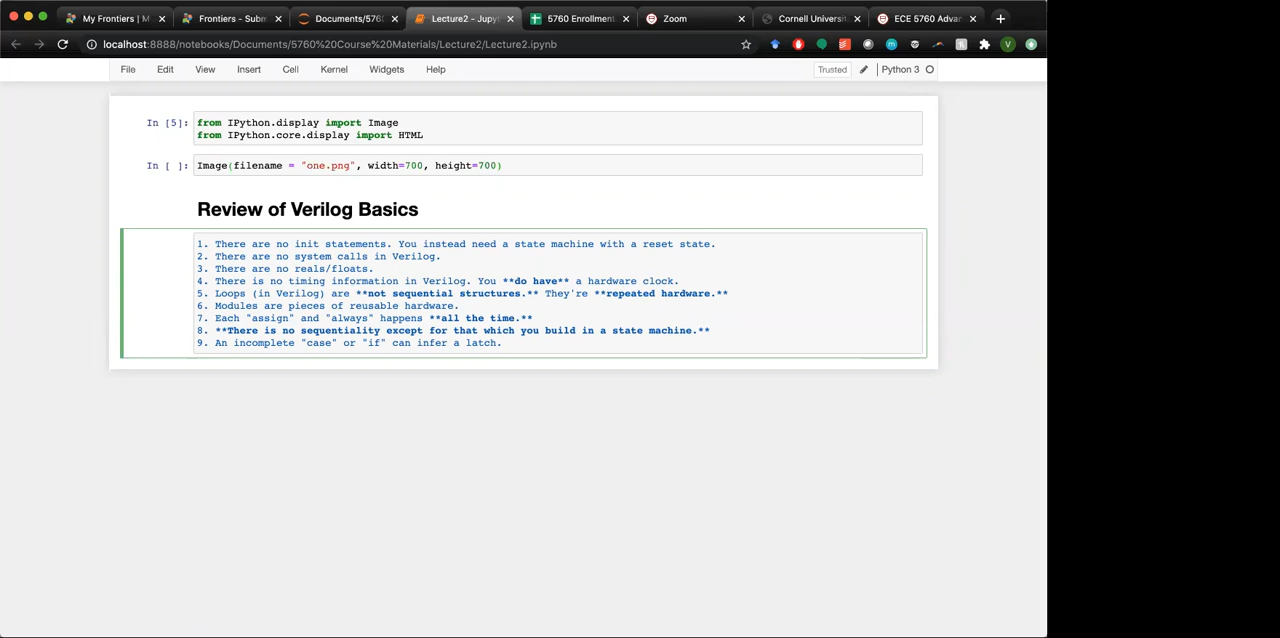 My Frontiers | M
Frontiers - Subm
Documents/576
Lecture2 - Jupy
5760 Enrollment
Zoom
Cornell Universit
ECE 5760 Advan
localhost:8888/notebooks/Documents/5760%20Course%20Materials/Lecture2/Lecture2.ipynb
File Edit View Insert Cell Kernel Widgets Help Trusted Python 3
In [5]: from IPython.display import Image
from IPython.core.display import HTML
In [ ]: Image(filename = "one.png", width=700, height=700)
Review of Verilog Basics
1. There are no init statements. You instead need a state machine with a reset state.
2. There are no system calls in Verilog.
3. There are no reals/floats.
4. There is no timing information in Verilog. You **do have** a hardware clock.
5. Loops (in Verilog) are **not sequential structures.** They're **repeated hardware.**
6. Modules are pieces of reusable hardware.
7. Each "assign" and "always" happens **all the time.**
8. **There is no sequentiality except for that which you build in a state machine.**
9. An incomplete "case" or "if" can infer a latch.